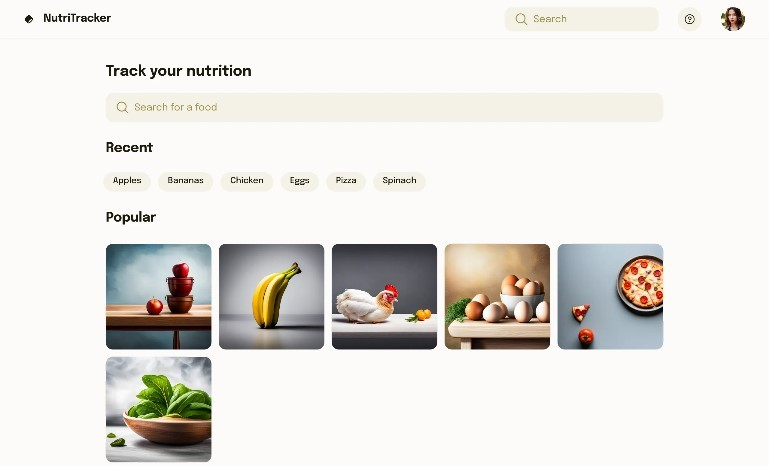 NutriTracker
Search
Track your nutrition
Search for a food
Recent
Apples Bananas Chicken Eggs Pizza Spinach
Popular